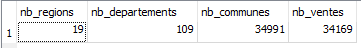 nb_regions nb_departements nb_communes nb_ventes
1 19 109 34991 34169